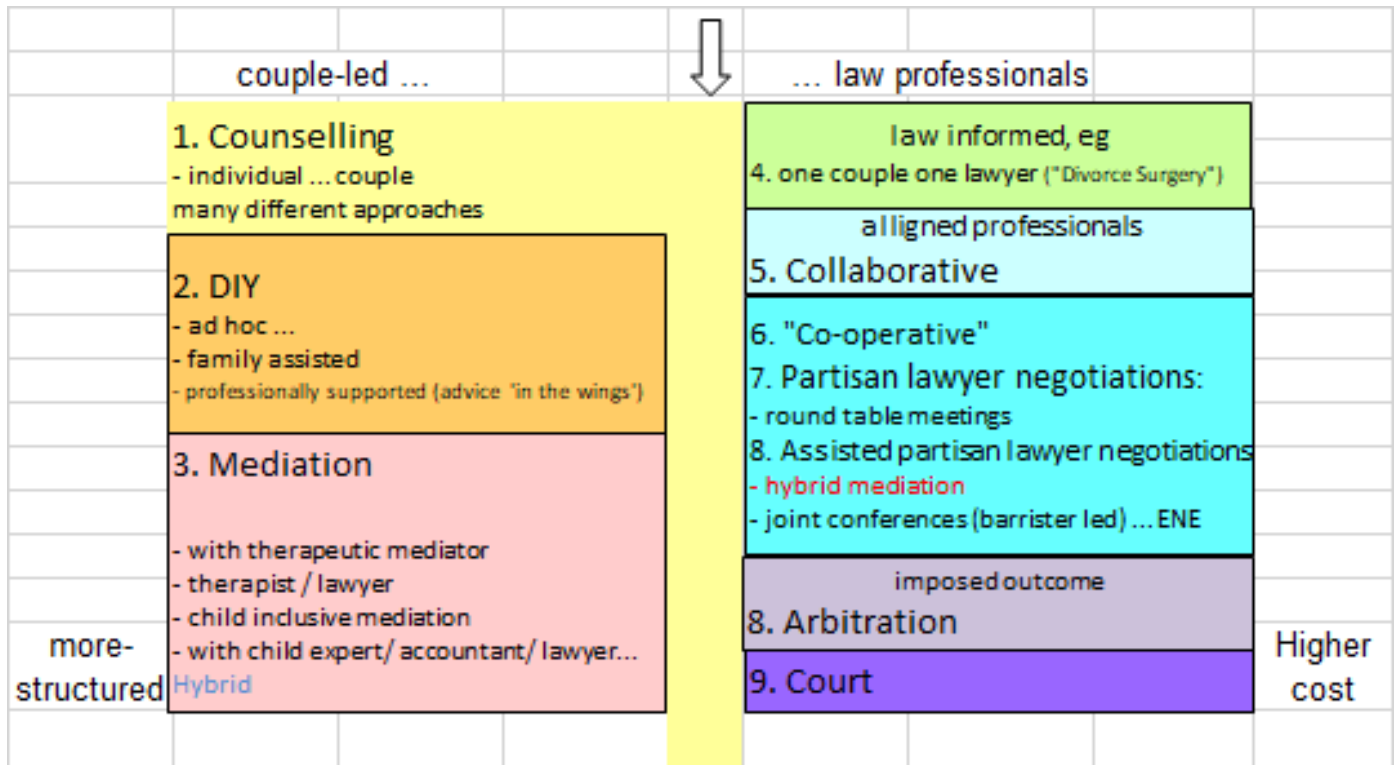 couple-led ...
... law professionals
1. Counselling
- individual ... couple
many different approaches
2. DIY
- ad hoc ...
- family assisted
- professionally supported (advice "in the wings")
3. Mediation
- with therapeutic mediator
- therapist / lawyer
- child inclusive mediation
- with child expert/ accountant/ lawyer...
Hybrid
more-
structured
law informed, eg
4. one couple one lawyer ("Divorce Surgery")
alligned professionals
5. Collaborative
6. "Co-operative"
7. Partisan lawyer negotiations:
- round table meetings
8. Assisted partisan lawyer negotiations
- hybrid mediation
- joint conferences (barrister led) ... ENE
imposed outcome
8. Arbitration
9. Court
Higher
cost